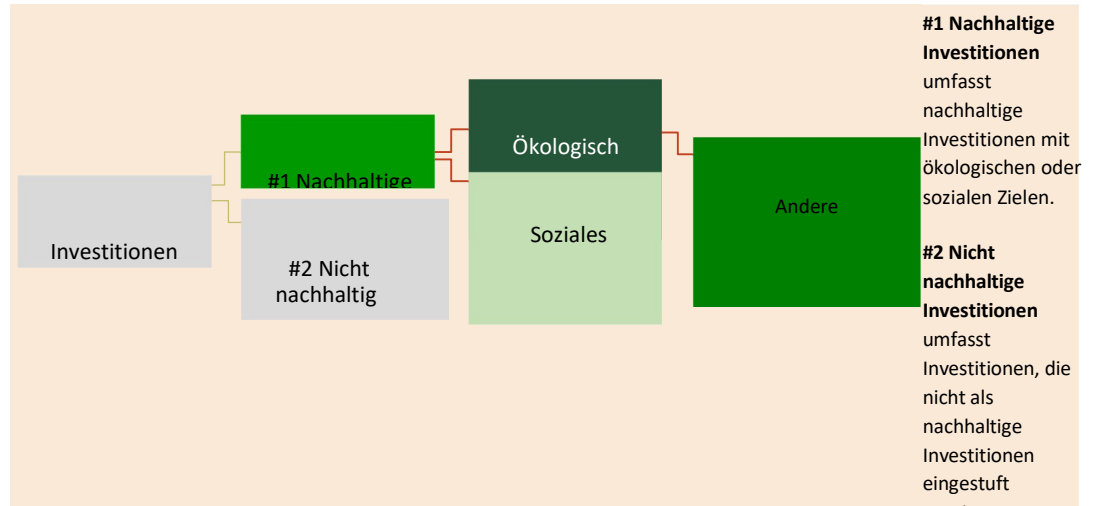 Investitionen
#1 Nachhaltige
#2 Nicht
nachhaltig
Ökologisch
Soziales
Andere
#1 Nachhaltige
Investitionen
umfasst
nachhaltige
Investitionen mit
ökologischen oder
sozialen Zielen.
#2 Nicht
nachhaltige
Investitionen
umfasst
Investitionen, die
nicht als
nachhaltige
Investitionen
eingestuft